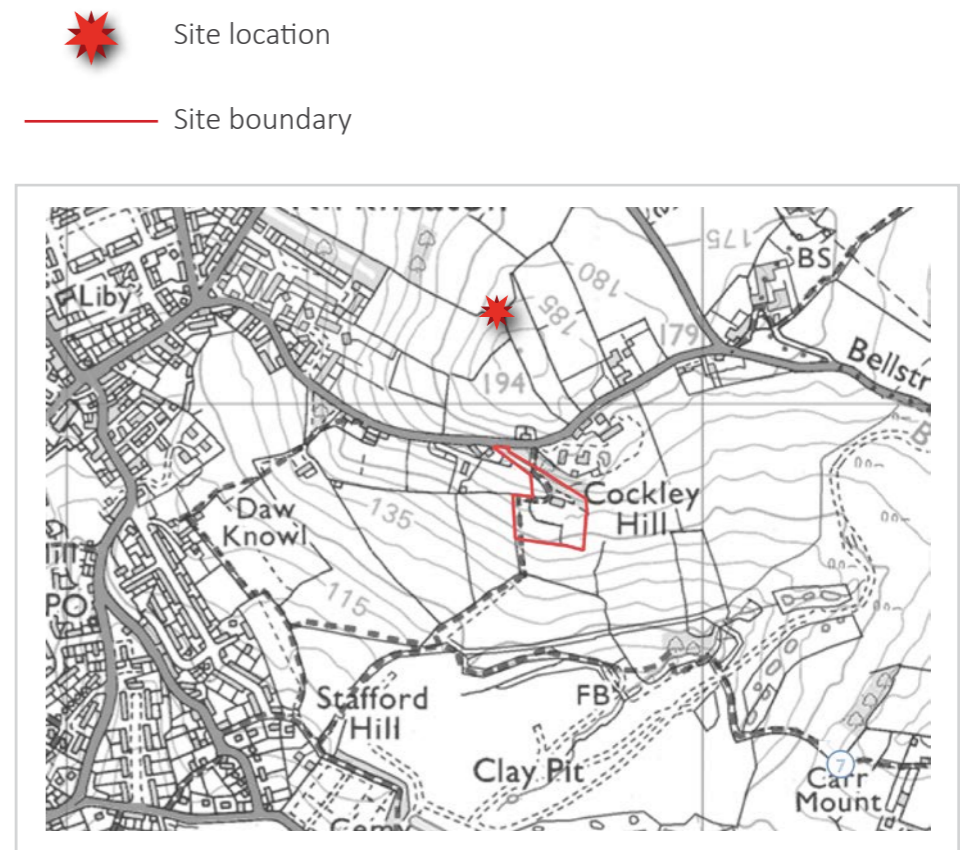 Site location
Site boundary
Liby
BS
175
180
185
179
194
Bellstr
Cockley
Hill
Daw
Knowl
135
115
PO
Stafford
Hill
FB
Clay Pit
7
Carr
Mount